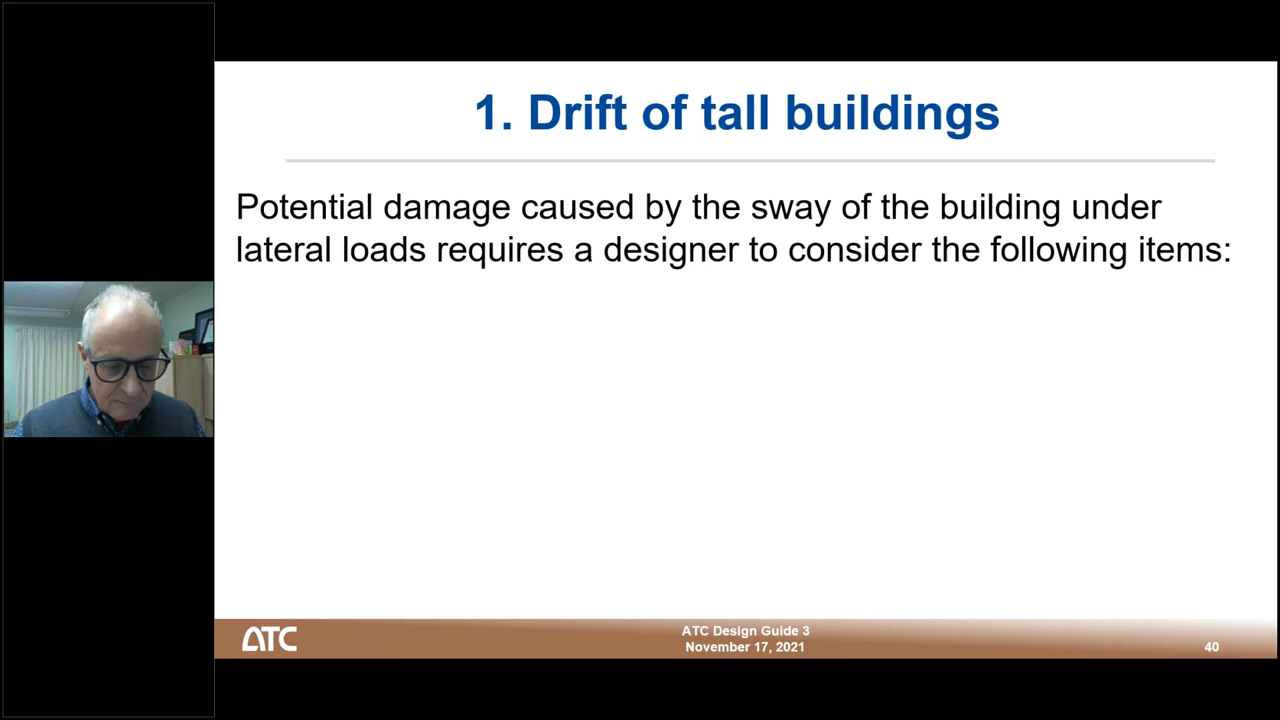 1. Drift of tall buildings
Potential damage caused by the sway of the building under
lateral loads requires a designer to consider the following items:
ATC
ATC Design Guide 3
November 17, 2021
40